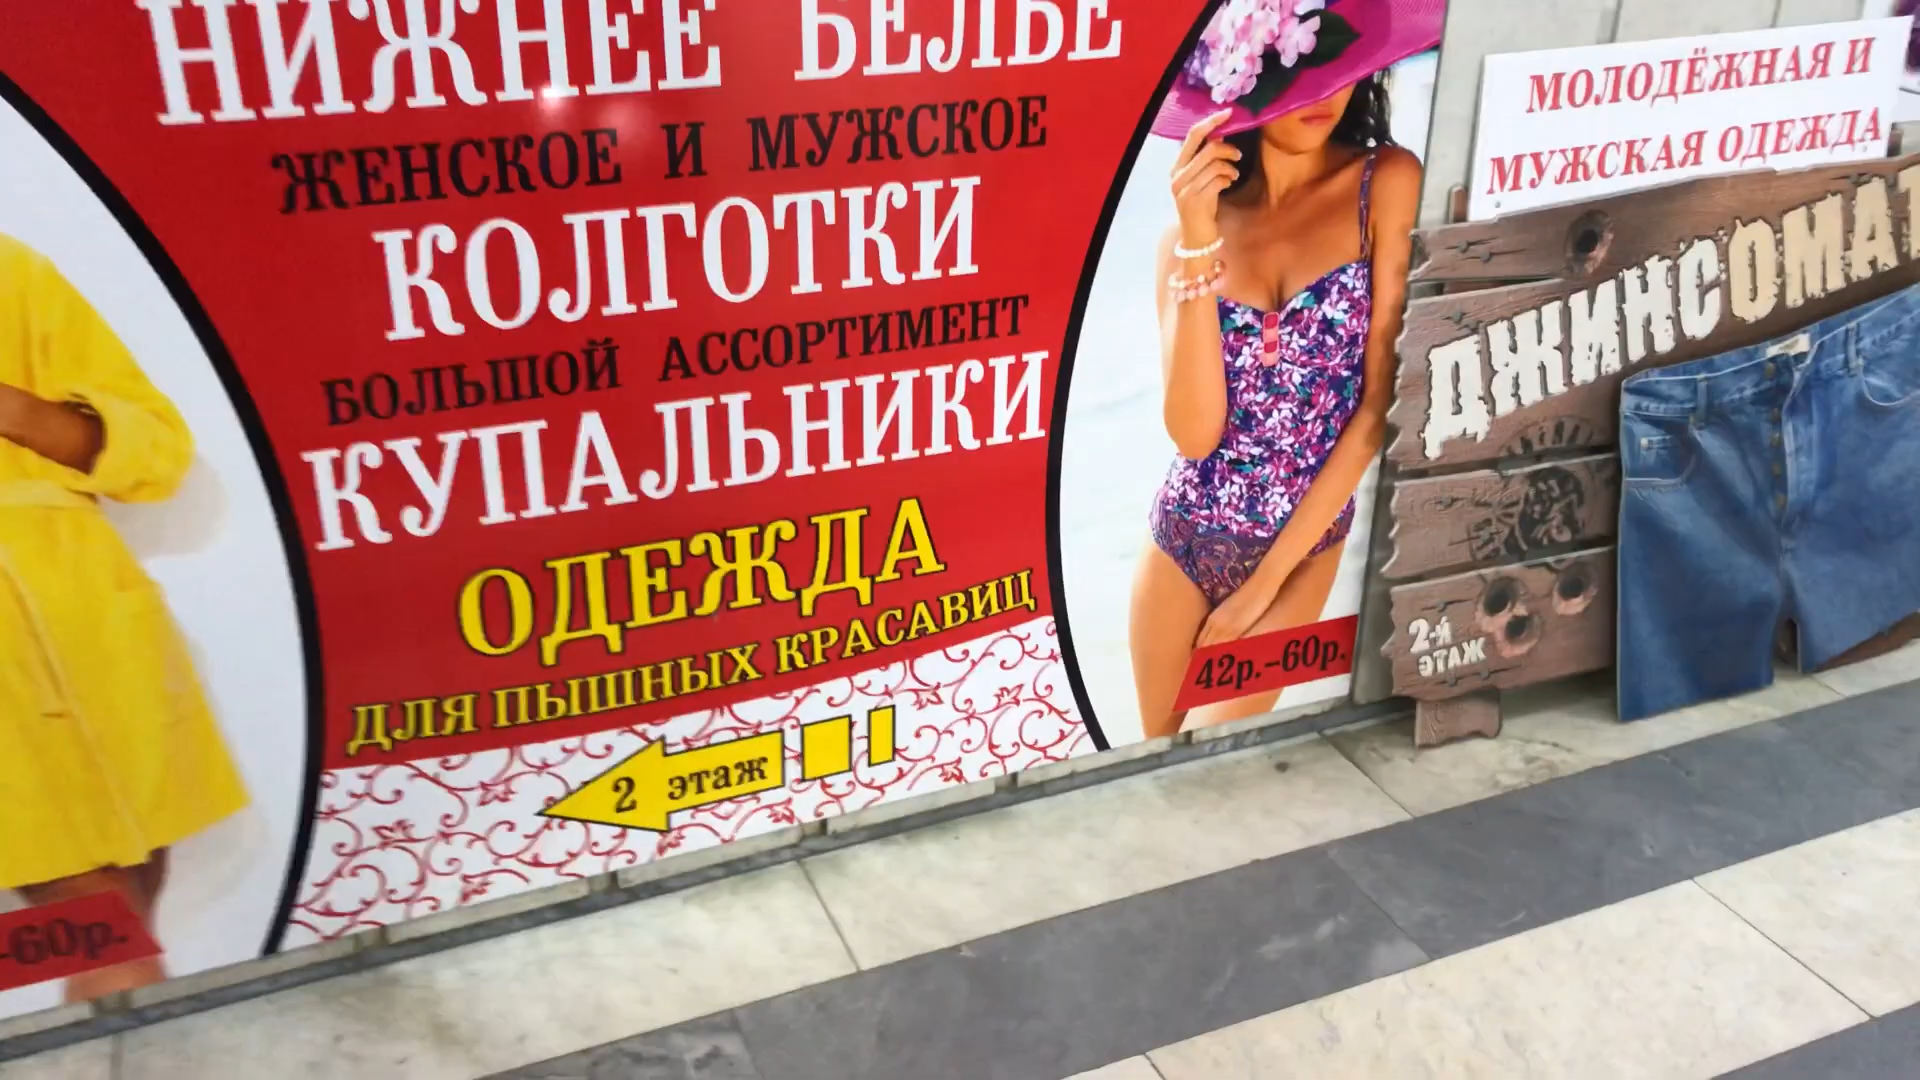 НИЖНЕЕ БЕЛЬЕ
ЖЕНСКОЕ И МУЖСКОЕ
КОЛГОТКИ
БОЛЬШОЙ АССОРТИМЕНТ
КУПАЛЬНИКИ
ОДЕЖДА
ДЛЯ ПЫШНЫХ КРАСАВИЦ
2 этаж
-60р.
42р.-60р.
МОЛОДЁЖНАЯ И
МУЖСКАЯ ОДЕЖДА
ДЖИНСОМАТ
2-й
ЭТАЖ